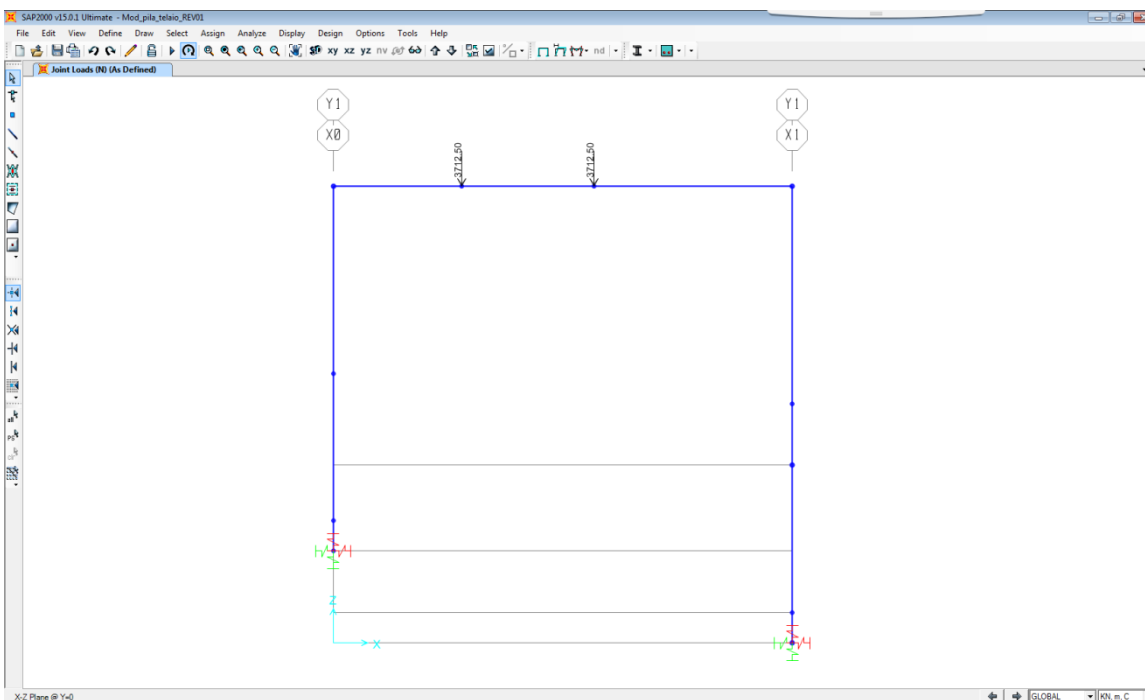 SAP2000 v15.0.1 Ultimate - Mod_pila_telaio_REV01
File Edit View Define Draw Select Assign Analyze Display Design Options Tools Help
xy xz yz nv nd
Joint Loads (N) (As Defined)
Y1 Y1
X0 X1
3712.50 3712.50
Z
X
X-Z Plane @ Y=0
GLOBAL KN, m, C